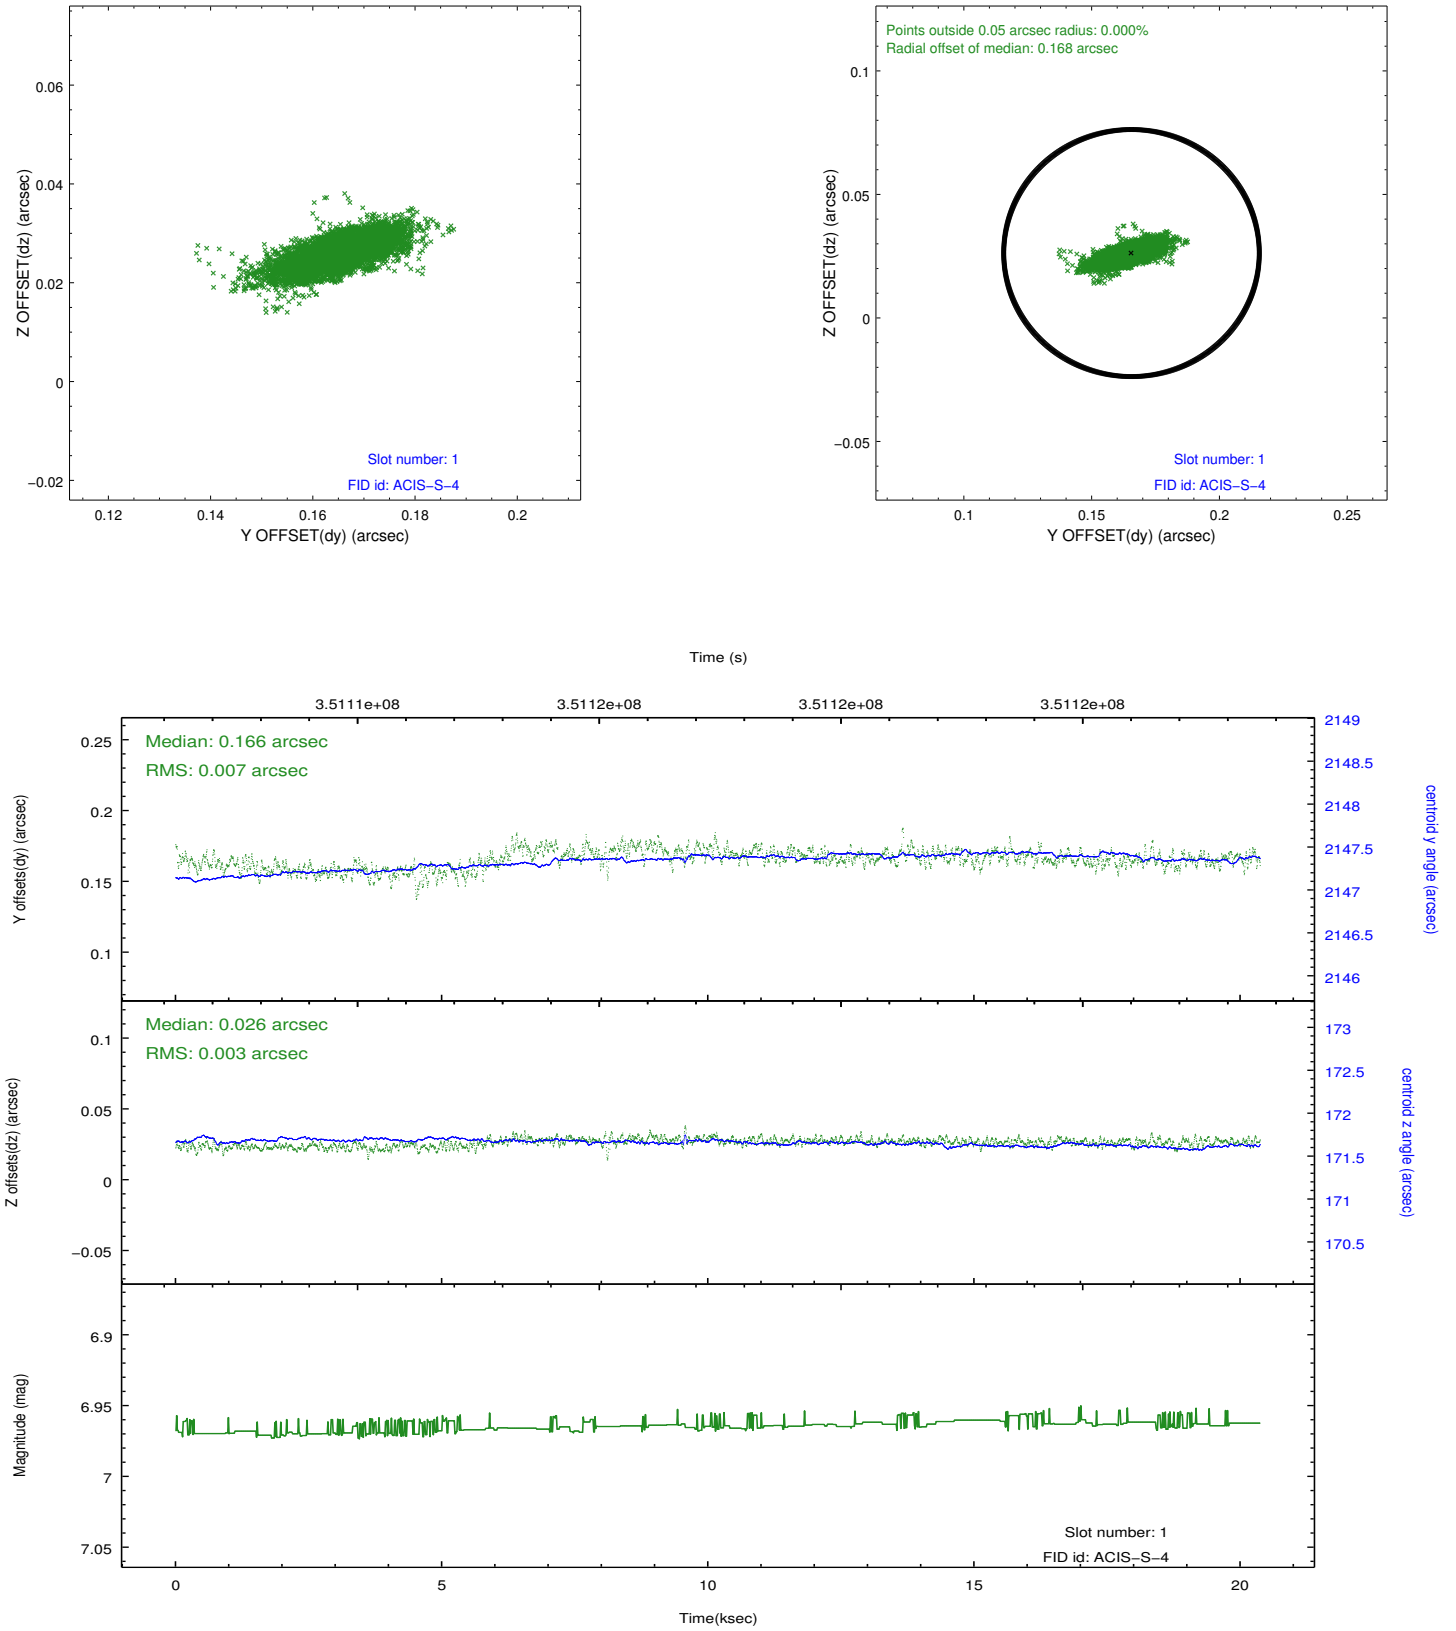 0.06
0.04
0.02
0
−0.02
Z OFFSET(dz) (arcsec)
Slot number: 1
FID id: ACIS−S−4
0.12 0.14 0.16 0.18 0.2
Y OFFSET(dy) (arcsec)
Points outside 0.05 arcsec radius: 0.000%
Radial offset of median: 0.168 arcsec
0.1
0.05
0
−0.05
Z OFFSET(dz) (arcsec)
Slot number: 1
FID id: ACIS−S−4
0.1 0.15 0.2 0.25
Y OFFSET(dy) (arcsec)
Time (s)
3.5111e+08 3.5112e+08 3.5112e+08 3.5112e+08
Median: 0.166 arcsec
RMS: 0.007 arcsec
0.25
0.2
0.15
0.1
Y offsets(dy) (arcsec)
2149
2148.5
2148
2147.5
2147
2146.5
2146
centroid y angle (arcsec)
Median: 0.026 arcsec
RMS: 0.003 arcsec
0.1
0.05
0
−0.05
Z offsets(dz) (arcsec)
173
172.5
172
171.5
171
170.5
centroid z angle (arcsec)
6.9
6.95
7
7.05
Magnitude (mag)
Slot number: 1
FID id: ACIS−S−4
0 5 10 15 20
Time(ksec)